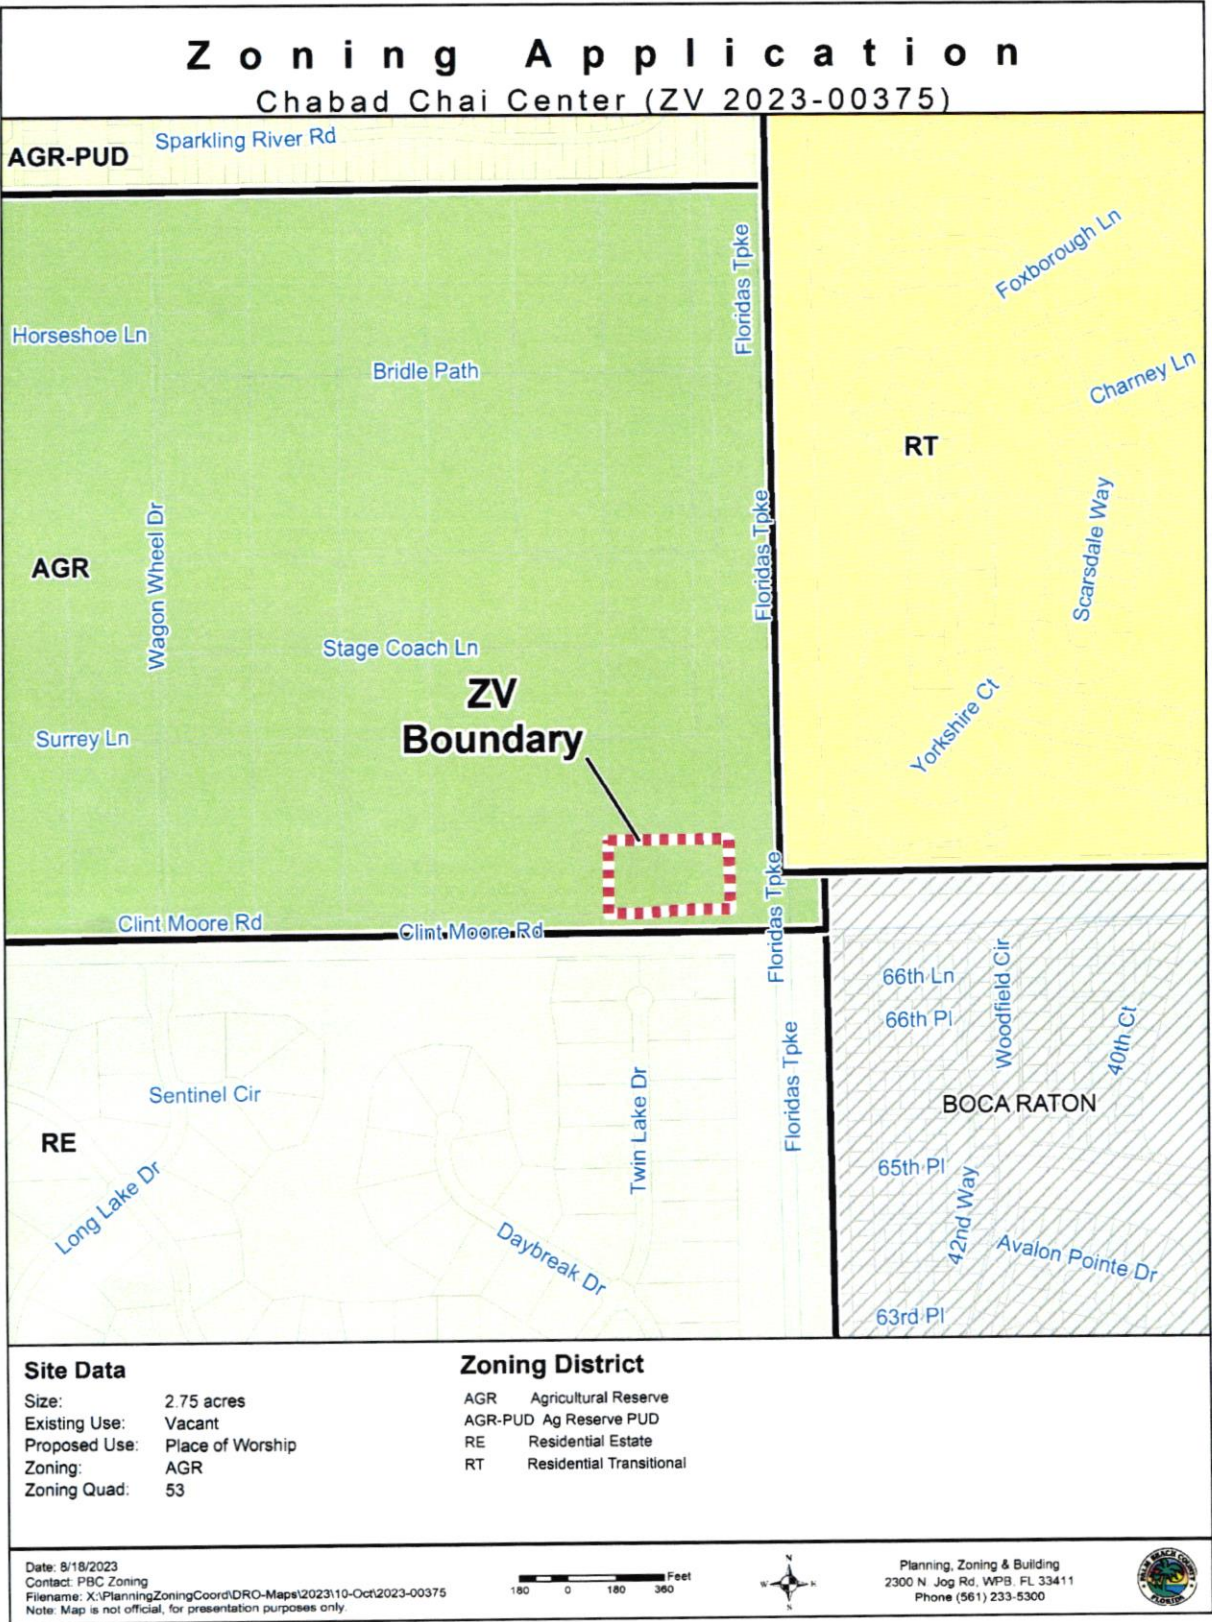 Zoning Application
Chabad Chai Center (ZV 2023-00375)
Sparkling River Rd
AGR-PUD
Foxborough Ln
Floridas Tpke
Horseshoe Ln
Bridle Path
Charney Ln
RT
Wagon Wheel Dr
Floridas Tpke
Scarsdale Way
AGR
Stage Coach Ln
ZV
Boundary
Surrey Ln
Yorkshire Ct
Floridas Tpke
Clint Moore Rd
Clint Moore Rd
66th Ln
Woodfield Cir
66th Pl
40th Ct
Floridas Tpke
Sentinel Cir
BOCA RATON
Twin Lake Dr
RE
65th Pl
42nd Way
Long Lake Dr
Daybreak Dr
Avalon Pointe Dr
63rd Pl
Site Data
Size: 2.75 acres
Existing Use: Vacant
Proposed Use: Place of Worship
Zoning: AGR
Zoning Quad: 53
Zoning District
AGR Agricultural Reserve
AGR-PUD Ag Reserve PUD
RE Residential Estate
RT Residential Transitional
Date: 8/18/2023
Contact: PBC Zoning
Filename: X:\PlanningZoningCoord\DRO-Maps\2023\10-Oct\2023-00375
Note: Map is not official, for presentation purposes only.
Feet
180 0 180 360
N
W E
S
Planning, Zoning & Building
2300 N. Jog Rd, WPB, FL 33411
Phone (561) 233-5300
PALM BEACH COUNTY
FLORIDA